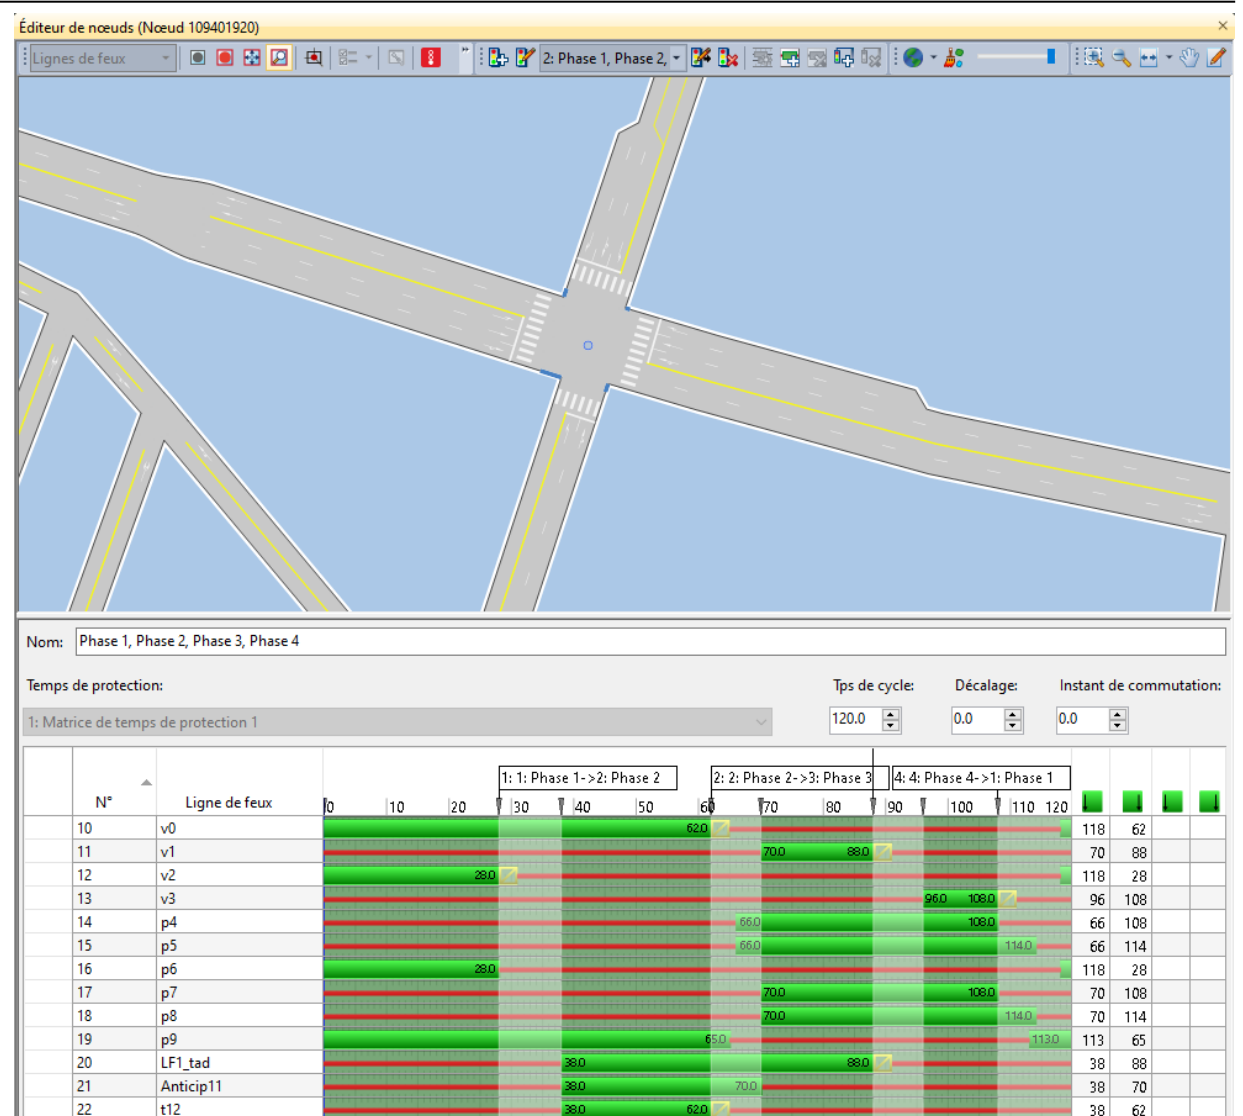 Éditeur de nœuds (Nœud 109401920)
Lignes de feux 2: Phase 1, Phase 2,
Nom: Phase 1, Phase 2, Phase 3, Phase 4
Temps de protection: Tps de cycle: Décalage: Instant de commutation:
1: Matrice de temps de protection 1 120.0 0.0 0.0
1: 1: Phase 1->2: Phase 2 2: 2: Phase 2->3: Phase 3 4: 4: Phase 4->1: Phase 1
N° Ligne de feux 0 10 20 30 40 50 60 70 80 90 100 110 120
10 v0 62.0 118 62
11 v1 70.0 88.0 70 88
12 v2 28.0 118 28
13 v3 96.0 108.0 96 108
14 p4 66.0 108.0 66 108
15 p5 66.0 114.0 66 114
16 p6 28.0 118 28
17 p7 70.0 108.0 70 108
18 p8 70.0 114.0 70 114
19 p9 65.0 113.0 113 65
20 LF1_tad 38.0 88.0 38 88
21 Anticip11 38.0 70.0 38 70
22 t12 38.0 62.0 38 62